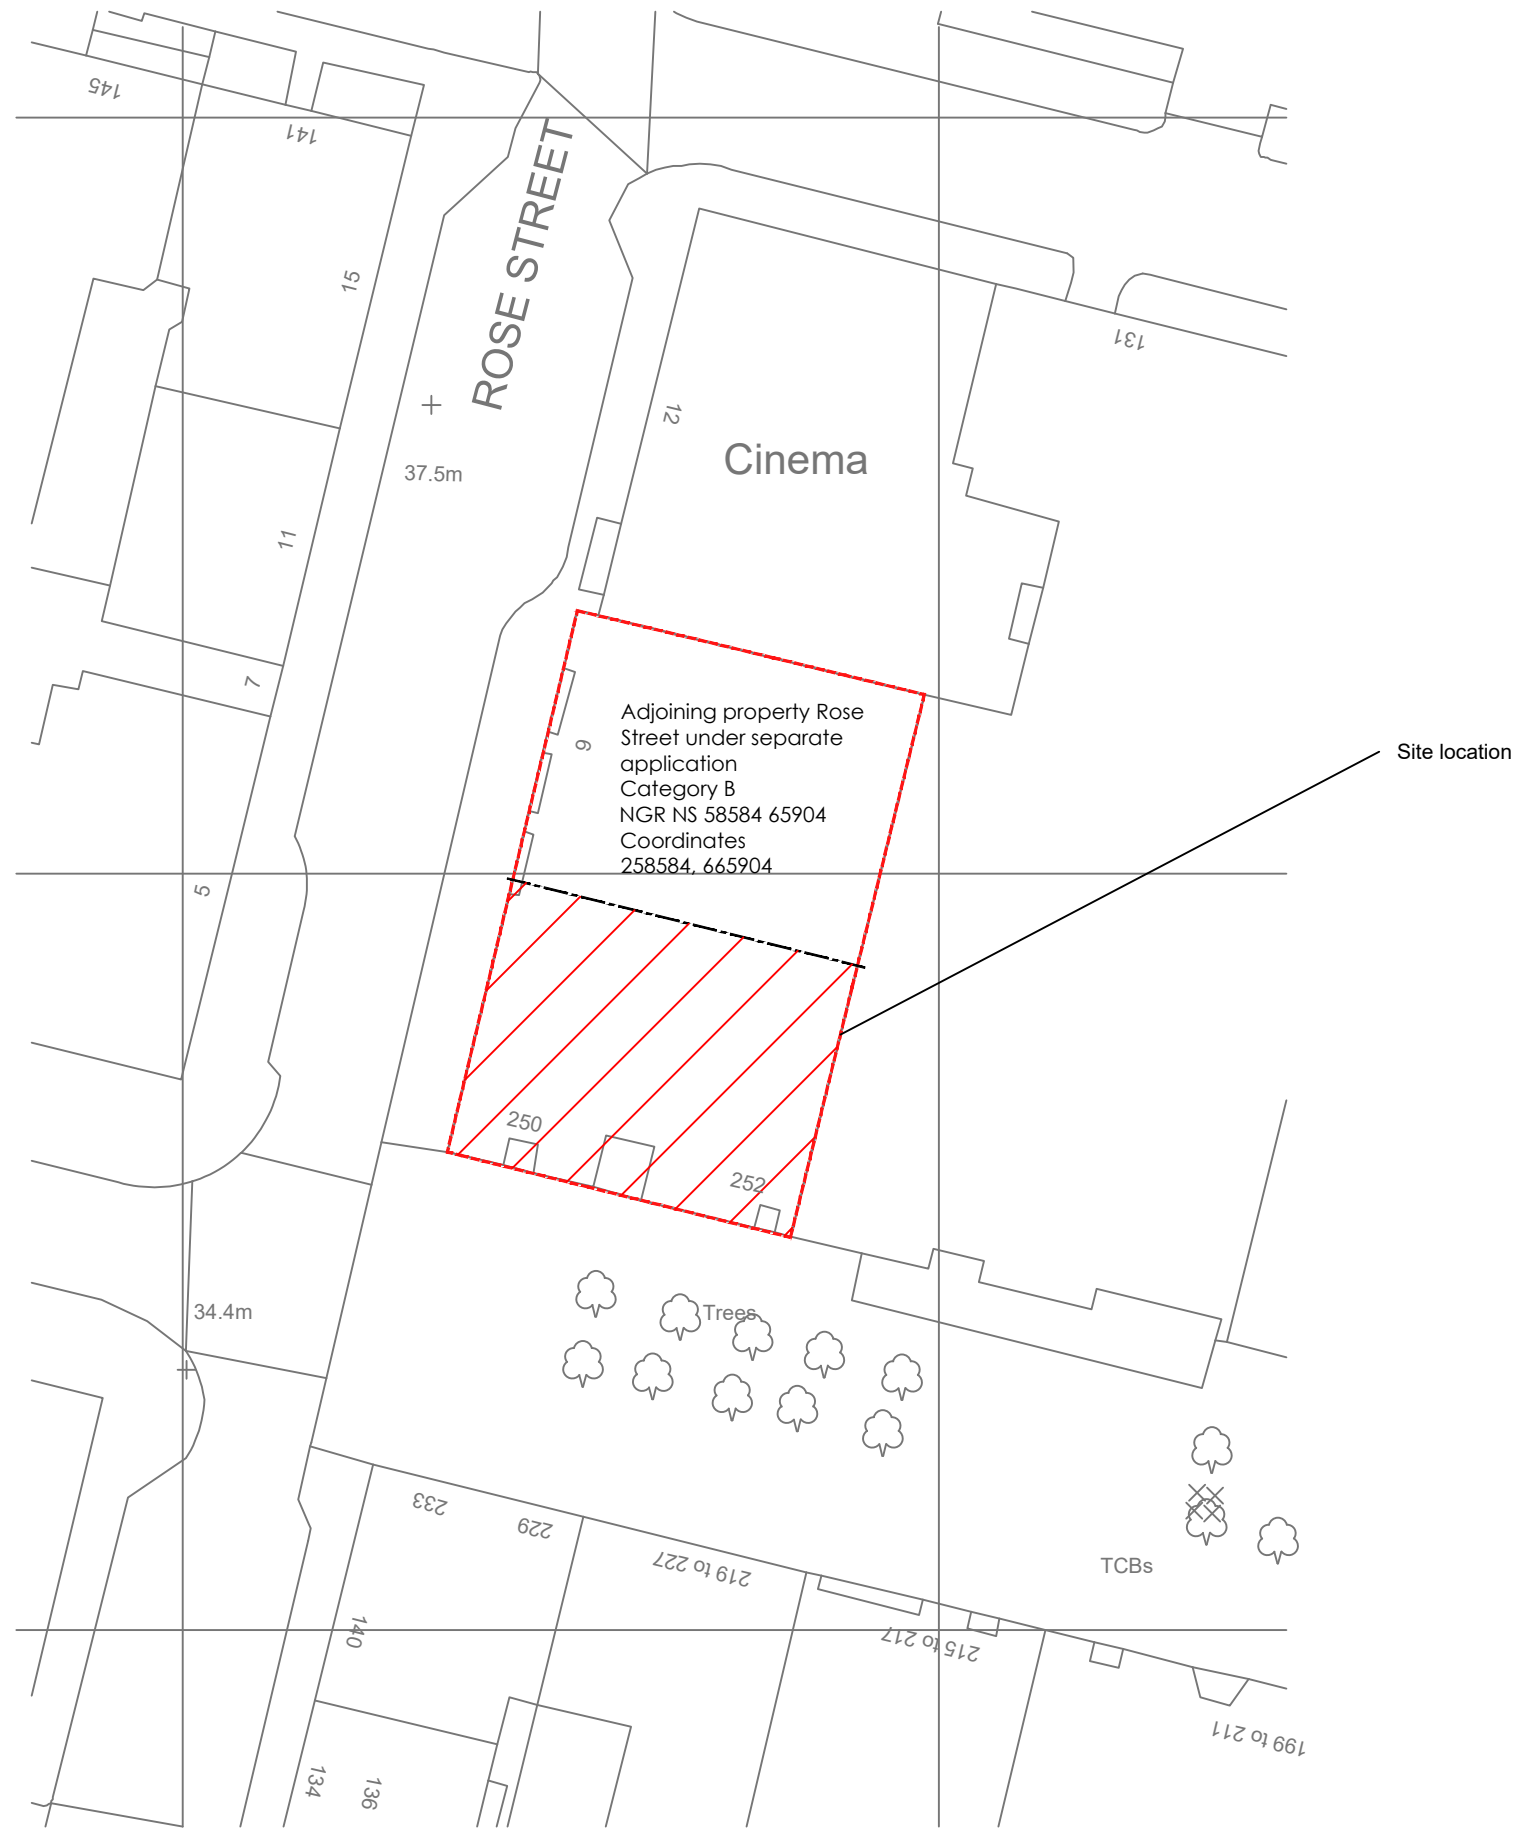 145
141
ROSE STREET
15
131
12
Cinema
37.5m
11
7
9
Adjoining property Rose
Street under separate
application
Category B
NGR NS 58584 65904
Coordinates
258584, 665904
Site location
5
250
252
34.4m
Trees
233
229
219 to 227
TCBs
140
215 to 217
199 to 211
134
136